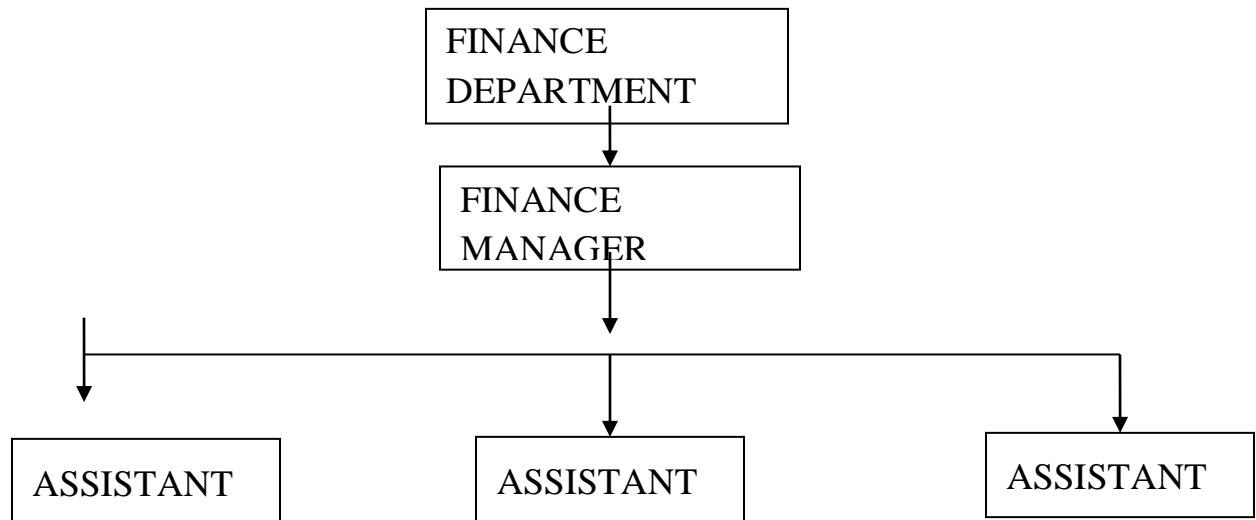 FINANCE
DEPARTMENT
FINANCE
MANAGER
ASSISTANT
ASSISTANT
ASSISTANT